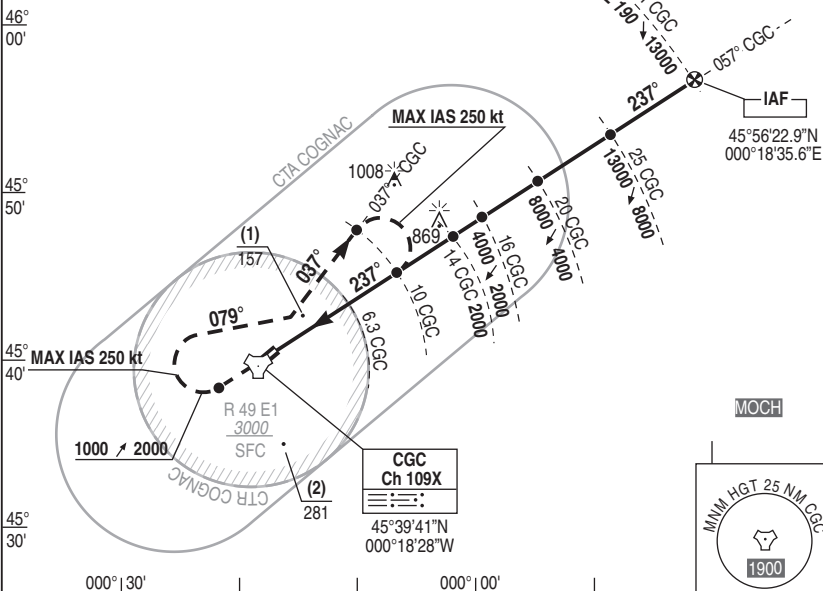 46°
00'
CGC
190
13000
057° CGC
IAF
45°56'22.9"N
000°18'35.6"E
237°
25 CGC
13000 8000
MAX IAS 250 kt
CTA COGNAC
1008
037° CGC
45°
50'
20 CGC
8000 4000
869
16 CGC
4000 2000
14 CGC 2000
(1)
157
037°
237°
10 CGC
079°
6.3 CGC
45°
40'
MAX IAS 250 kt
R 49 E1
3000
SFC
1000 2000
CTR COGNAC
(2)
281
CGC
Ch 109X
45°39'41"N
000°18'28"W
MOCH
MNM HGT 25 NM CGC
1900
45°
30'
000° 30'
000° 00'